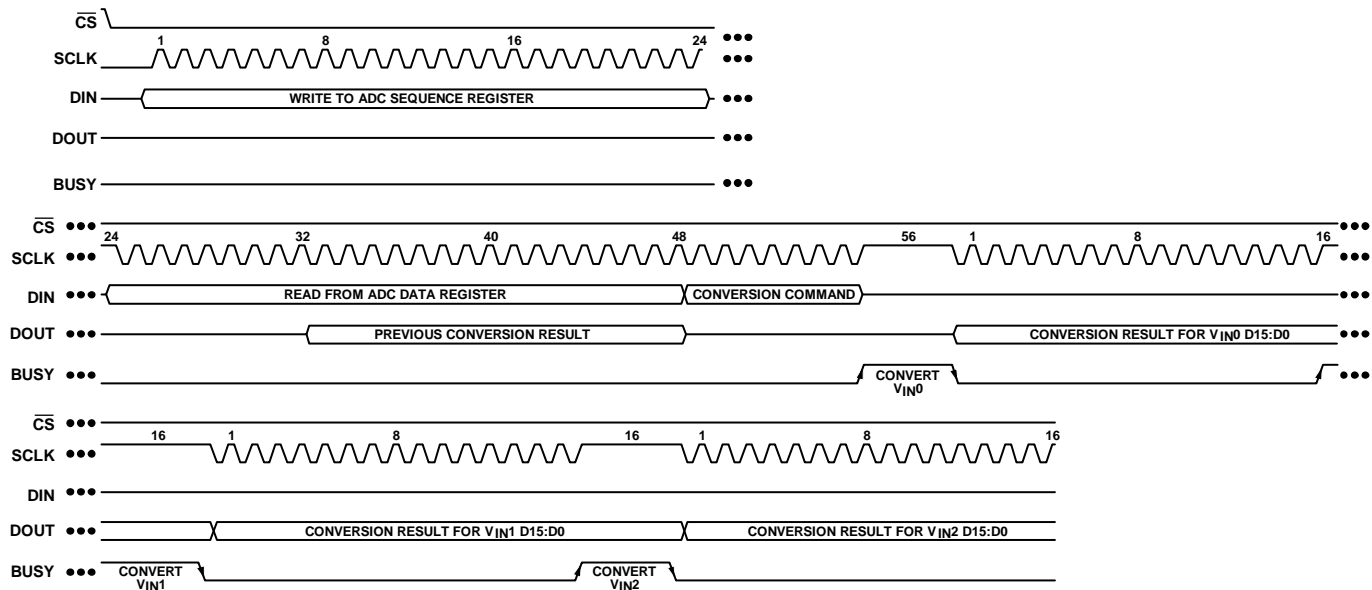 CS
1 8 16 24
SCLK
DIN WRITE TO ADC SEQUENCE REGISTER
DOUT
BUSY
CS
24 32 40 48 56 1 8 16
SCLK
DIN READ FROM ADC DATA REGISTER CONVERSION COMMAND
DOUT PREVIOUS CONVERSION RESULT CONVERSION RESULT FOR VIN0 D15:D0
BUSY CONVERT
VIN0
CS
16 1 8 16 1 8 16
SCLK
DIN
DOUT CONVERSION RESULT FOR VIN1 D15:D0 CONVERSION RESULT FOR VIN2 D15:D0
BUSY CONVERT CONVERT
VIN1 VIN2